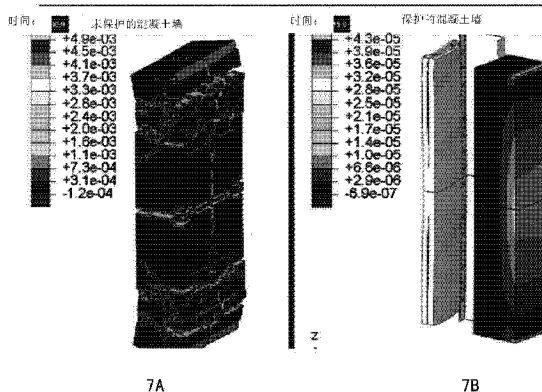 时间:
未保护的混凝土墙
+4.9e-03
+4.5e-03
+4.1e-03
+3.7e-03
+3.3e-03
+2.8e-03
+2.4e-03
+2.0e-03
+1.6e-03
+1.1e-03
+7.3e-04
+3.1e-04
-1.2e-04
7A
时间:
保护的混凝土墙
+4.3e-05
+3.9e-05
+3.6e-05
+3.2e-05
+2.8e-05
+2.5e-05
+2.1e-05
+1.7e-05
+1.4e-05
+1.0e-05
+6.6e-06
+2.9e-06
-6.9e-07
Z
7B